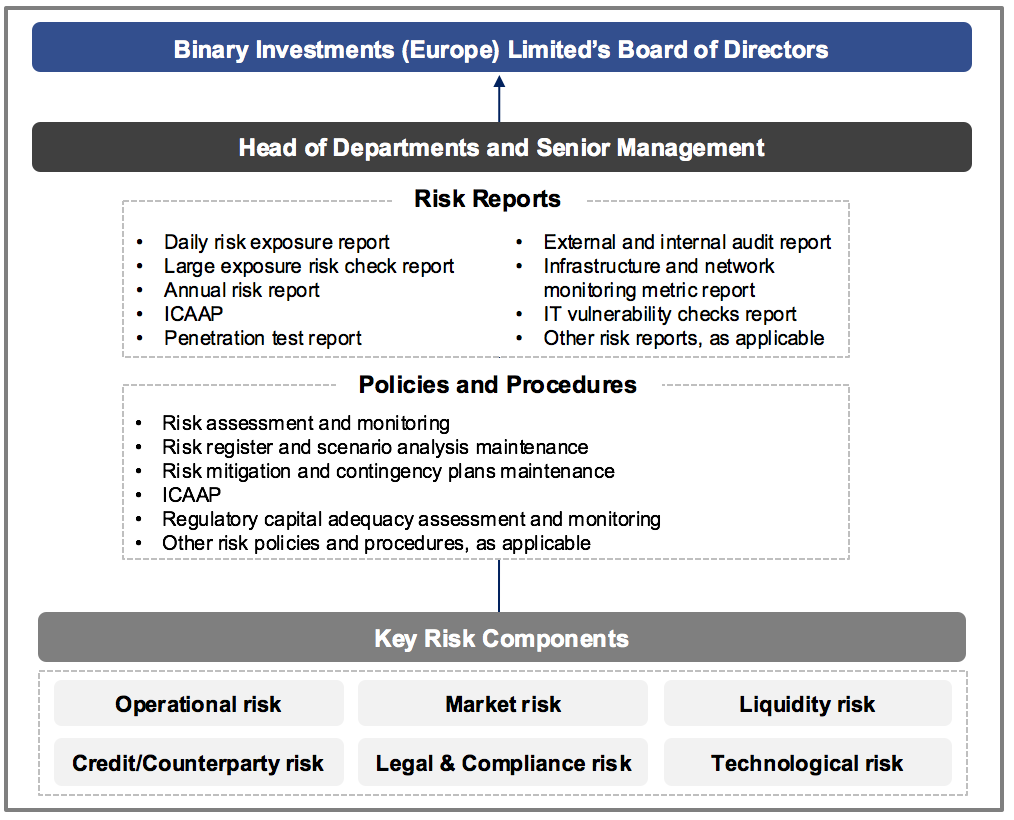 Binary Investments (Europe) Limited’s Board of Directors
Head of Departments and Senior Management
Risk Reports
• Daily risk exposure report
• Large exposure risk check report
• Annual risk report
• ICAAP
• Penetration test report
• External and internal audit report
• Infrastructure and network
monitoring metric report
• IT vulnerability checks report
• Other risk reports, as applicable
Policies and Procedures
• Risk assessment and monitoring
• Risk register and scenario analysis maintenance
• Risk mitigation and contingency plans maintenance
• ICAAP
• Regulatory capital adequacy assessment and monitoring
• Other risk policies and procedures, as applicable
Key Risk Components
Operational risk
Market risk
Liquidity risk
Credit/Counterparty risk
Legal & Compliance risk
Technological risk